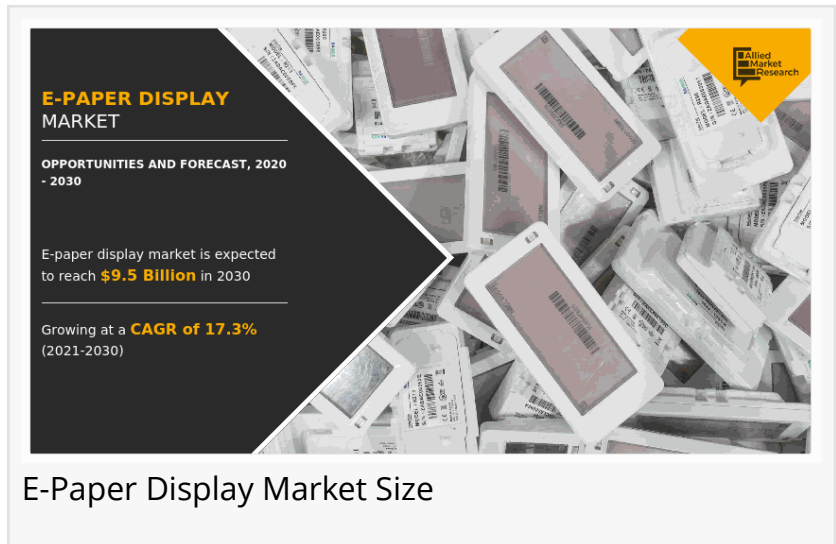 E-PAPER DISPLAY
MARKET
OPPORTUNITIES AND FORECAST, 2020
- 2030
E-paper display market is expected
to reach $9.5 Billion in 2030
Growing at a CAGR of 17.3%
(2021-2030)
Allied
Market
Research
E-Paper Display Market Size